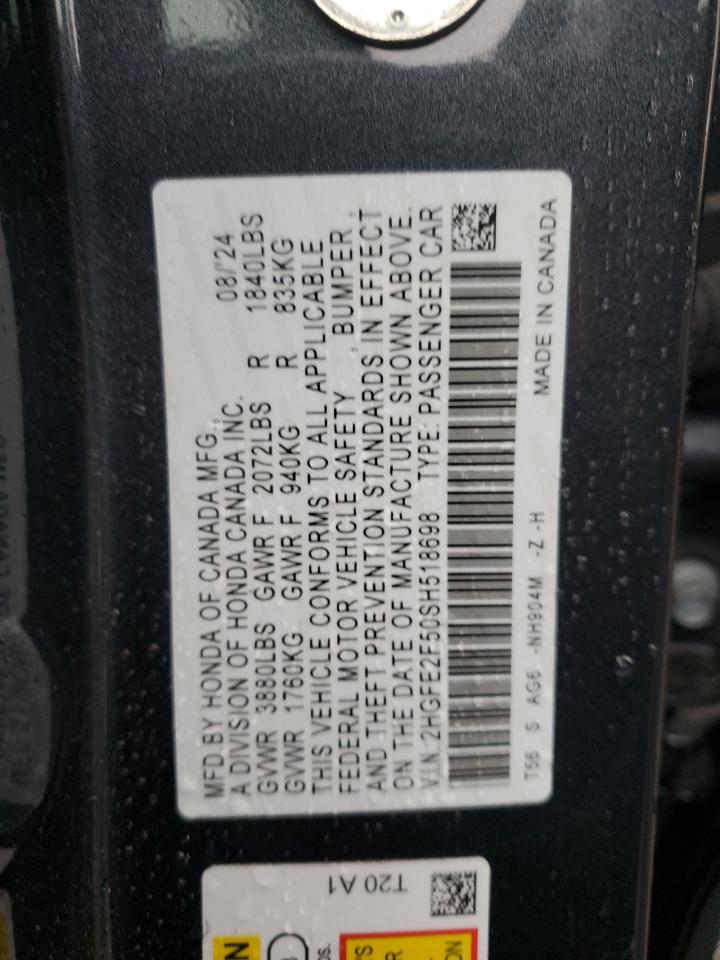 MFD.BY HONDA OF CANADA MFG.,
A DIVISION OF HONDA CANADA INC. 08/'24
GVWR 3880LBS GAWR F 2072LBS R 1840LBS
GVWR 1760KG GAWR F 940KG R 835KG
THIS VEHICLE CONFORMS TO ALL APPLICABLE
FEDERAL MOTOR VEHICLE SAFETY , BUMPER ,
AND THEFT PREVENTION STANDARDS IN EFFECT
ON THE DATE OF MANUFACTURE SHOWN ABOVE.
VIN 2HGFE2F50SH518698 TYPE: PASSENGER CAR
MADE IN CANADA
T56 S AG6 -NH904M -Z -H
T20 A1